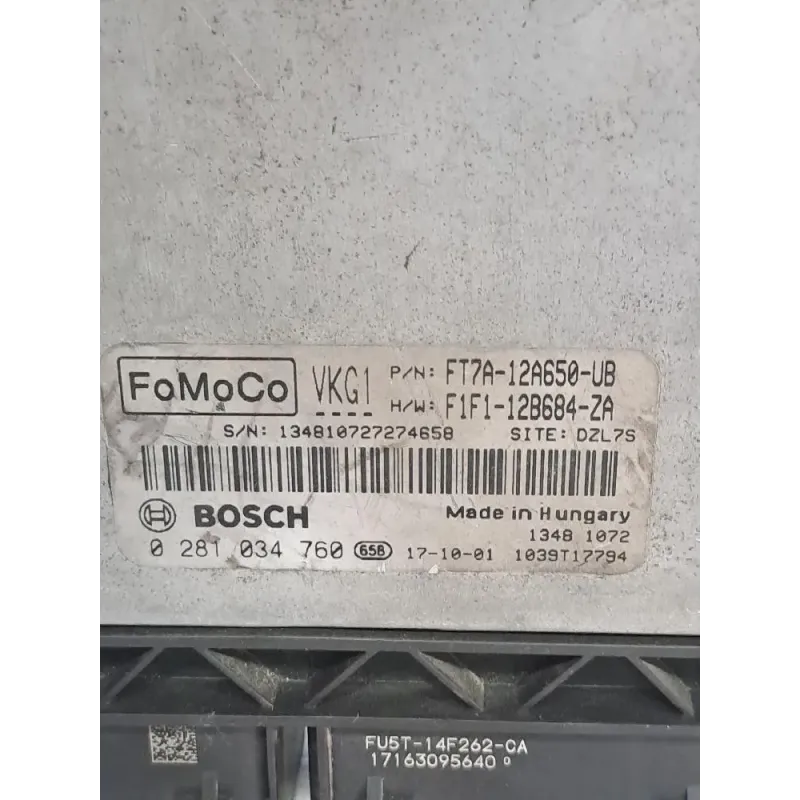 FoMoCo VKG1 P/N: FT7A-12A650-UB
H/W: F1F1-12B684-ZA
S/N: 134810727274658 SITE: DZL7S
BOSCH Made in Hungary
1348 1072
0 281 034 760 65B 17-10-01 1039T17794
FU5T-14F262-CA
17163095640